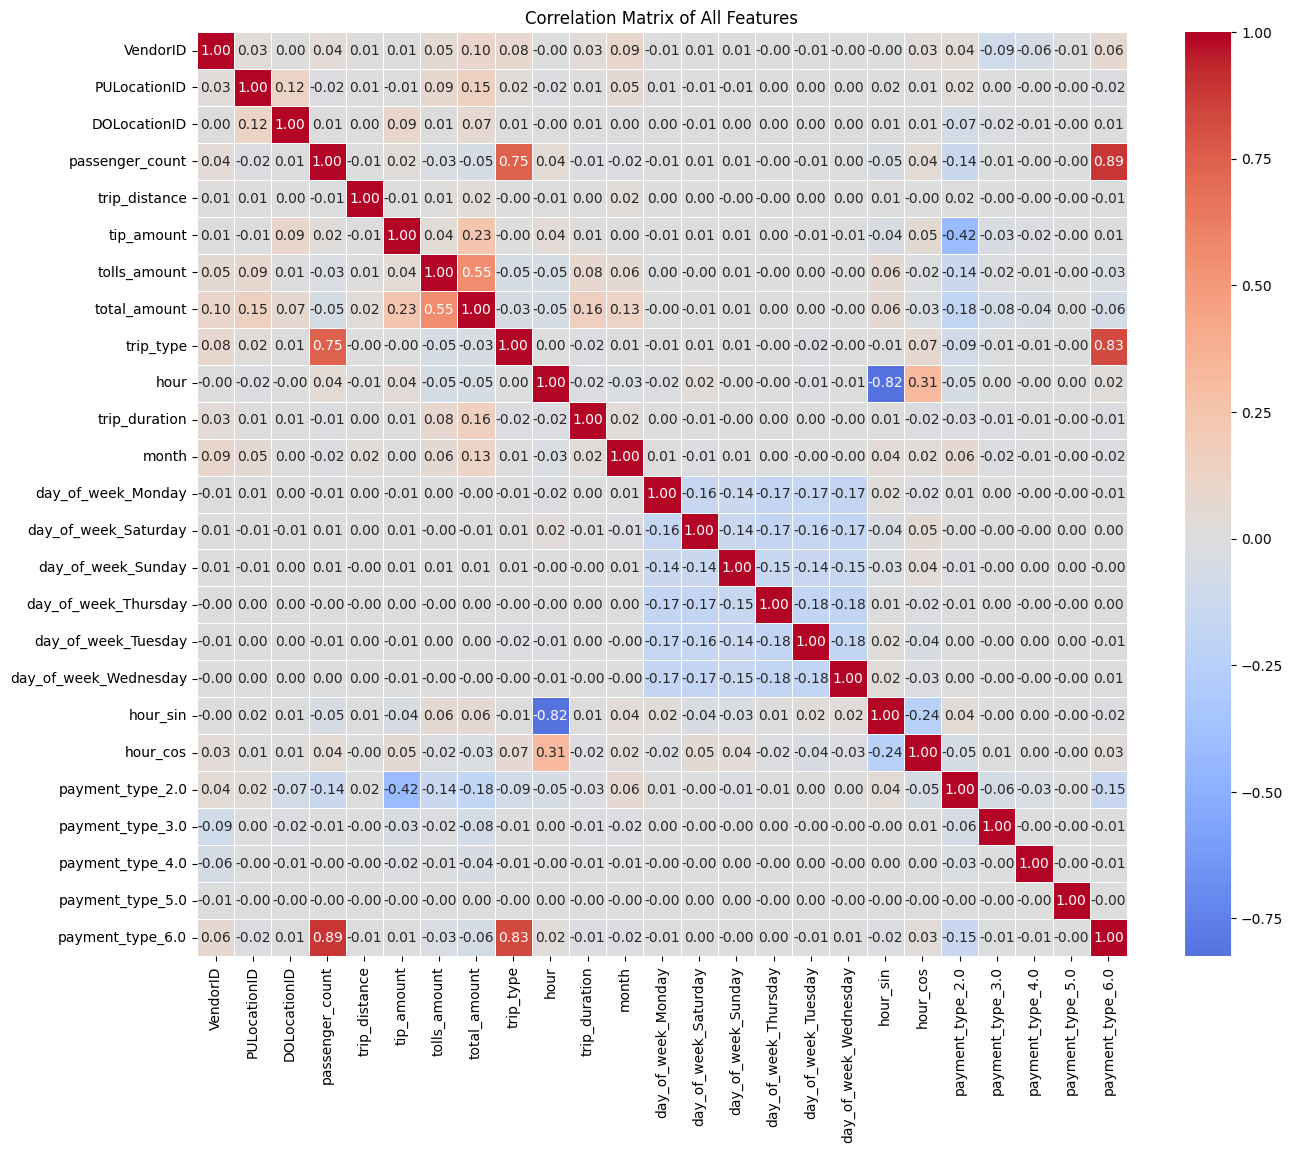 Correlation Matrix of All Features
VendorID 1.00 0.03 0.00 0.04 0.01 0.01 0.05 0.10 0.08 -0.00 0.03 0.09 -0.01 0.01 0.01 -0.00 -0.01 -0.00 -0.00 0.03 0.04 -0.09 -0.06 -0.01 0.06
PULocationID 0.03 1.00 0.12 -0.02 0.01 -0.01 0.09 0.15 0.02 -0.02 0.01 0.05 0.01 -0.01 -0.01 0.00 0.00 0.00 0.02 0.01 0.02 0.00 -0.00 -0.00 -0.02
DOLocationID 0.00 0.12 1.00 0.01 0.00 0.09 0.01 0.07 0.01 -0.00 0.01 0.00 0.00 -0.01 0.00 0.00 0.00 0.00 0.01 0.01 -0.07 -0.02 -0.01 -0.00 0.01
passenger_count 0.04 -0.02 0.01 1.00 -0.01 0.02 -0.03 -0.05 0.75 0.04 -0.01 -0.02 -0.01 0.01 0.01 -0.00 -0.01 0.00 -0.05 0.04 -0.14 -0.01 -0.00 -0.00 0.89
trip_distance 0.01 0.01 0.00 -0.01 1.00 -0.01 0.01 0.02 -0.00 -0.01 0.00 0.02 0.00 0.00 -0.00 0.00 0.00 0.00 0.01 -0.00 0.02 -0.00 -0.00 -0.00 -0.01
tip_amount 0.01 -0.01 0.09 0.02 -0.01 1.00 0.04 0.23 -0.00 0.04 0.01 0.00 -0.01 0.01 0.01 0.00 -0.01 -0.01 -0.04 0.05 -0.42 -0.03 -0.02 -0.00 0.01
tolls_amount 0.05 0.09 0.01 -0.03 0.01 0.04 1.00 0.55 -0.05 -0.05 0.08 0.06 0.00 -0.00 0.01 -0.00 0.00 -0.00 0.06 -0.02 -0.14 -0.02 -0.01 0.00 -0.03
total_amount 0.10 0.15 0.07 -0.05 0.02 0.23 0.55 1.00 -0.03 -0.05 0.16 0.13 -0.00 -0.01 0.01 0.00 0.00 -0.00 0.06 -0.03 -0.18 -0.08 -0.04 0.00 -0.06
trip_type 0.08 0.02 0.01 0.75 -0.00 -0.00 -0.05 -0.03 1.00 0.00 -0.02 0.01 -0.01 0.01 0.01 -0.00 -0.02 -0.00 -0.01 0.07 -0.09 -0.01 -0.01 -0.00 0.83
hour -0.00 -0.02 -0.00 0.04 -0.01 0.04 -0.05 -0.05 0.00 1.00 -0.02 -0.03 -0.02 0.02 -0.00 -0.00 -0.01 -0.01 -0.82 0.31 -0.05 0.00 -0.00 0.00 0.02
trip_duration 0.03 0.01 0.01 -0.01 0.00 0.01 0.08 0.16 -0.02 -0.02 1.00 0.02 0.00 -0.01 -0.00 0.00 0.00 -0.00 0.01 -0.02 -0.03 -0.01 -0.01 0.00 -0.01
month 0.09 0.05 0.00 -0.02 0.02 0.00 0.06 0.13 0.01 -0.03 0.02 1.00 0.01 -0.01 0.01 0.00 -0.00 -0.00 0.04 0.02 0.06 -0.02 -0.01 0.00 -0.02
day_of_week_Monday -0.01 0.01 0.00 -0.01 0.00 -0.01 0.00 -0.00 -0.01 -0.02 0.00 0.01 1.00 -0.16 -0.14 -0.17 -0.17 -0.17 0.02 -0.02 0.01 0.00 -0.00 -0.00 -0.01
day_of_week_Saturday 0.01 -0.01 -0.01 0.01 0.00 0.01 -0.00 -0.01 0.01 0.02 -0.01 -0.01 -0.16 1.00 -0.14 -0.17 -0.16 -0.17 -0.04 0.05 -0.00 -0.00 0.00 0.00 0.00
day_of_week_Sunday 0.01 -0.01 0.00 0.01 -0.00 0.01 0.01 0.01 0.01 -0.00 -0.00 0.01 -0.14 -0.14 1.00 -0.15 -0.14 -0.15 -0.03 0.04 -0.01 0.00 0.00 -0.00 -0.00
day_of_week_Thursday -0.00 0.00 0.00 -0.00 0.00 0.00 -0.00 0.00 -0.00 -0.00 0.00 0.00 -0.17 -0.17 -0.15 1.00 -0.18 -0.18 0.01 -0.02 -0.01 0.00 -0.00 0.00 0.00
day_of_week_Tuesday -0.01 0.00 0.00 -0.01 0.00 -0.01 0.00 0.00 -0.02 -0.01 0.00 -0.00 -0.17 -0.16 -0.14 -0.18 1.00 -0.18 0.02 -0.04 0.00 -0.00 0.00 -0.00 -0.01
day_of_week_Wednesday -0.00 0.00 0.00 0.00 0.00 -0.01 -0.00 -0.00 -0.00 -0.01 -0.00 -0.00 -0.17 -0.17 -0.15 -0.18 -0.18 1.00 0.02 -0.03 0.00 -0.00 -0.00 0.00 0.01
hour_sin -0.00 0.02 0.01 -0.05 0.01 -0.04 0.06 0.06 -0.01 -0.82 0.01 0.04 0.02 -0.04 -0.03 0.01 0.02 0.02 1.00 -0.24 0.04 -0.00 0.00 -0.00 -0.02
hour_cos 0.03 0.01 0.01 0.04 -0.00 0.05 -0.02 -0.03 0.07 0.31 -0.02 0.02 -0.02 0.05 0.04 -0.02 -0.04 -0.03 -0.24 1.00 -0.05 0.01 0.00 -0.00 0.03
payment_type_2.0 0.04 0.02 -0.07 -0.14 0.02 -0.42 -0.14 -0.18 -0.09 -0.05 -0.03 0.06 0.01 -0.00 -0.01 -0.01 0.00 0.00 0.04 -0.05 1.00 -0.06 -0.03 -0.00 -0.15
payment_type_3.0 -0.09 0.00 -0.02 -0.01 -0.00 -0.03 -0.02 -0.08 -0.01 0.00 -0.01 -0.02 0.00 -0.00 0.00 0.00 -0.00 -0.00 -0.00 0.01 -0.06 1.00 -0.00 -0.00 -0.01
payment_type_4.0 -0.06 -0.00 -0.01 -0.00 -0.00 -0.02 -0.01 -0.04 -0.01 -0.00 -0.01 -0.01 -0.00 0.00 0.00 -0.00 0.00 -0.00 0.00 0.00 -0.03 -0.00 1.00 -0.00 -0.01
payment_type_5.0 -0.01 -0.00 -0.00 -0.00 -0.00 -0.00 0.00 0.00 -0.00 0.00 0.00 0.00 -0.00 0.00 -0.00 0.00 -0.00 0.00 -0.00 -0.00 -0.00 -0.00 -0.00 1.00 -0.00
payment_type_6.0 0.06 -0.02 0.01 0.89 -0.01 0.01 -0.03 -0.06 0.83 0.02 -0.01 -0.02 -0.01 0.00 -0.00 0.00 -0.01 0.01 -0.02 0.03 -0.15 -0.01 -0.01 -0.00 1.00
VendorID
PULocationID
DOLocationID
passenger_count
trip_distance
tip_amount
tolls_amount
total_amount
trip_type
hour
trip_duration
month
day_of_week_Monday
day_of_week_Saturday
day_of_week_Sunday
day_of_week_Thursday
day_of_week_Tuesday
day_of_week_Wednesday
hour_sin
hour_cos
payment_type_2.0
payment_type_3.0
payment_type_4.0
payment_type_5.0
payment_type_6.0
1.00
0.75
0.50
0.25
0.00
−0.25
−0.50
−0.75